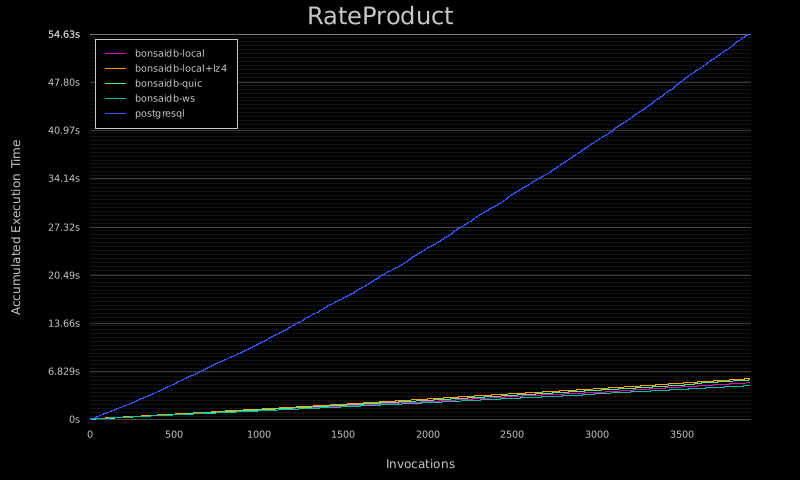 RateProduct
54.63s
47.80s
40.97s
34.14s
27.32s
20.49s
13.66s
6.829s
0s
Accumulated Execution Time
bonsaidb-local
bonsaidb-local+lz4
bonsaidb-quic
bonsaidb-ws
postgresql
0 500 1000 1500 2000 2500 3000 3500
Invocations